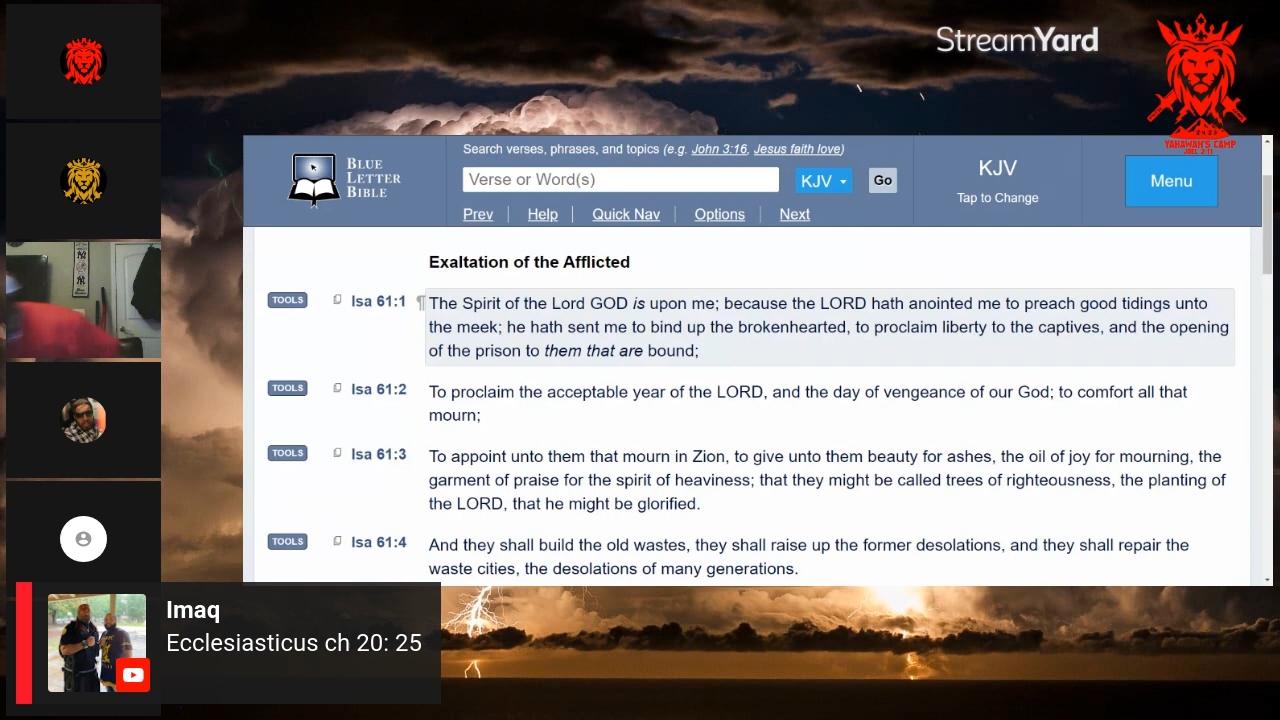 StreamYard
YAHAWAH'S CAMP
JOEL 2:11
BLUE
LETTER
BIBLE
Search verses, phrases, and topics (e.g. John 3:16, Jesus faith love)
Verse or Word(s)
KJV
Go
Prev
Help
Quick Nav
Options
Next
KJV
Tap to Change
Menu
Exaltation of the Afflicted
TOOLS Isa 61:1 ¶ The Spirit of the Lord GOD is upon me; because the LORD hath anointed me to preach good tidings unto
the meek; he hath sent me to bind up the brokenhearted, to proclaim liberty to the captives, and the opening
of the prison to them that are bound;
TOOLS Isa 61:2 To proclaim the acceptable year of the LORD, and the day of vengeance of our God; to comfort all that
mourn;
TOOLS Isa 61:3 To appoint unto them that mourn in Zion, to give unto them beauty for ashes, the oil of joy for mourning, the
garment of praise for the spirit of heaviness; that they might be called trees of righteousness, the planting of
the LORD, that he might be glorified.
TOOLS Isa 61:4 And they shall build the old wastes, they shall raise up the former desolations, and they shall repair the
waste cities, the desolations of many generations.
Imaq
Ecclesiasticus ch 20: 25